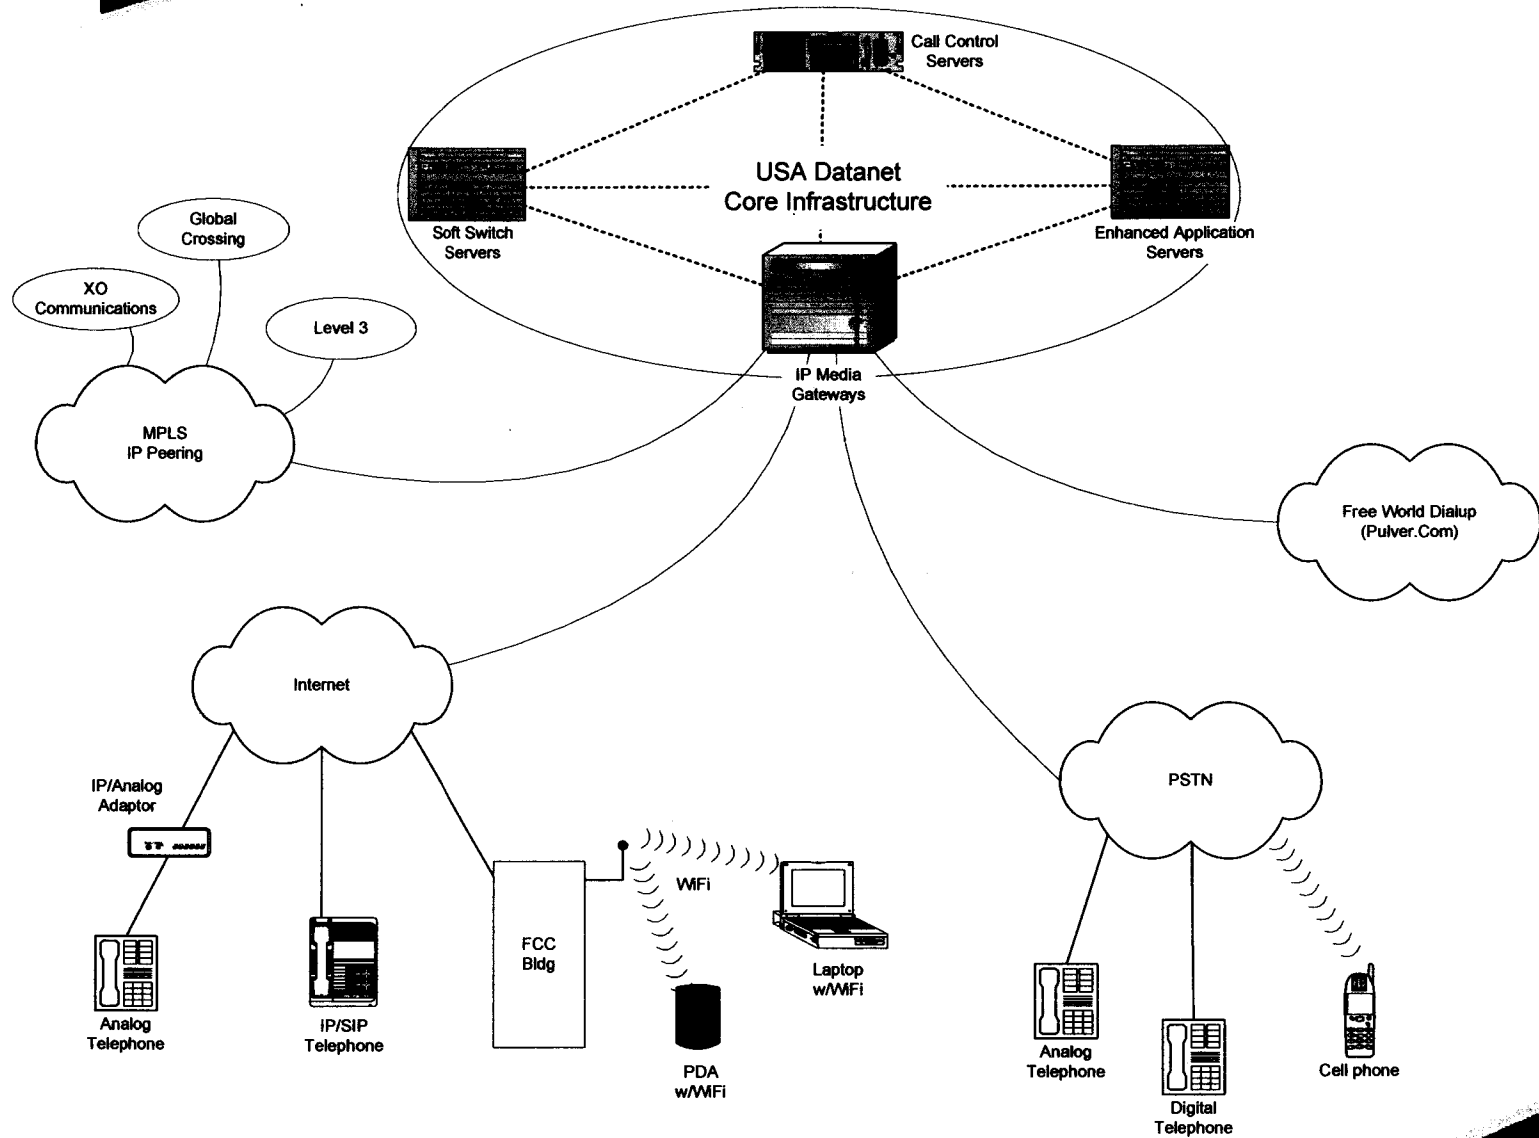 Call Control
Servers
USA Datanet
Core Infrastructure
Soft Switch
Servers
Enhanced Application
Servers
Global
Crossing
XO
Communications
Level 3
IP Media
Gateways
MPLS
IP Peering
Free World Dialup
(Pulver.Com)
Internet
PSTN
IP/Analog
Adaptor
WiFi
FCC
Bldg
Laptop
w/WiFi
Analog
Telephone
IP/SIP
Telephone
PDA
w/WiFi
Analog
Telephone
Digital
Telephone
Cell phone